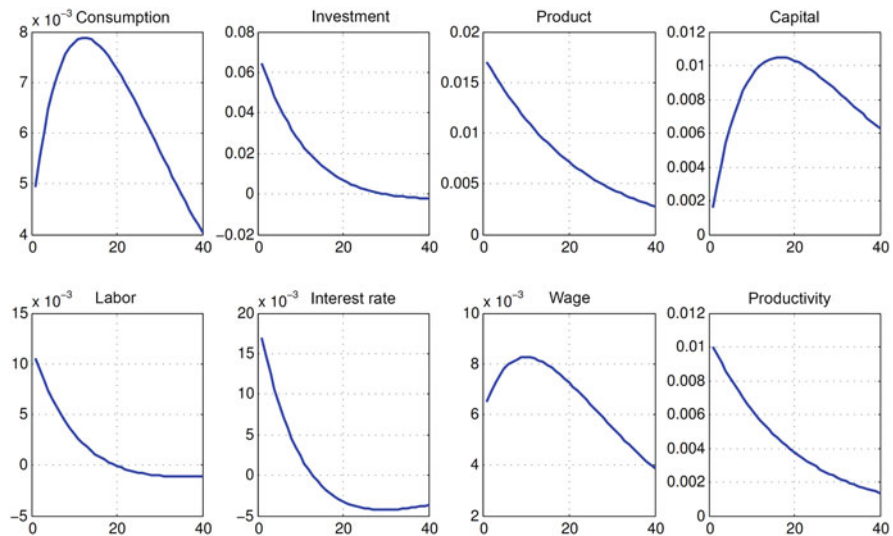 Consumption
x 10⁻³
8
7
6
5
4
0 20 40
Investment
0.08
0.06
0.04
0.02
0
−0.02
0 20 40
Product
0.02
0.015
0.01
0.005
0
0 20 40
Capital
0.012
0.01
0.008
0.006
0.004
0.002
0
0 20 40
Labor
x 10⁻³
15
10
5
0
−5
0 20 40
Interest rate
x 10⁻³
20
15
10
5
0
−5
0 20 40
Wage
x 10⁻³
10
8
6
4
2
0 20 40
Productivity
0.012
0.01
0.008
0.006
0.004
0.002
0
0 20 40